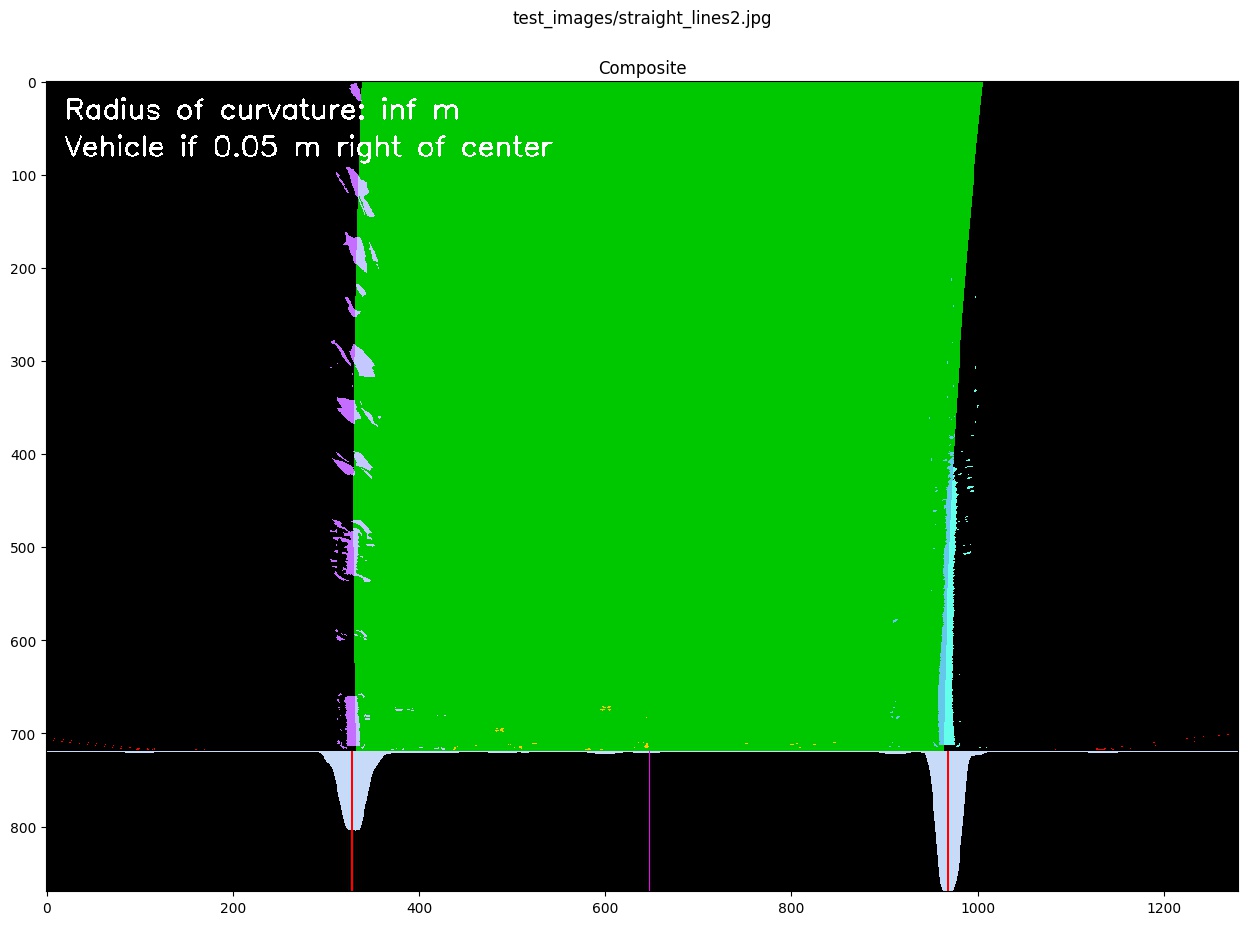 test_images/straight_lines2.jpg
Composite
Radius of curvature: inf m
Vehicle if 0.05 m right of center
0
100
200
300
400
500
600
700
800
0 200 400 600 800 1000 1200